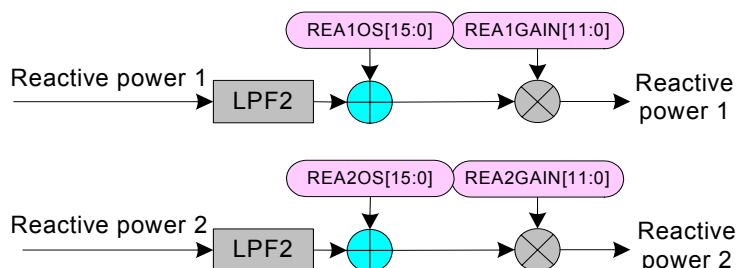 REA1OS[15:0]
REA1GAIN[11:0]
Reactive power 1
LPF2
Reactive
power 1
REA2OS[15:0]
REA2GAIN[11:0]
Reactive power 2
LPF2
Reactive
power 2